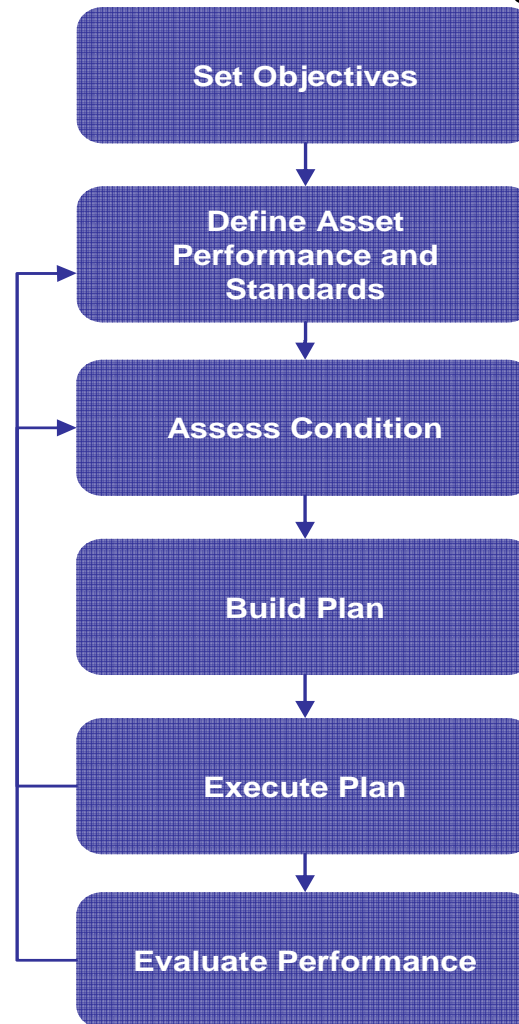 Set Objectives
Define Asset
Performance and
Standards
Assess Condition
Build Plan
Execute Plan
Evaluate Performance